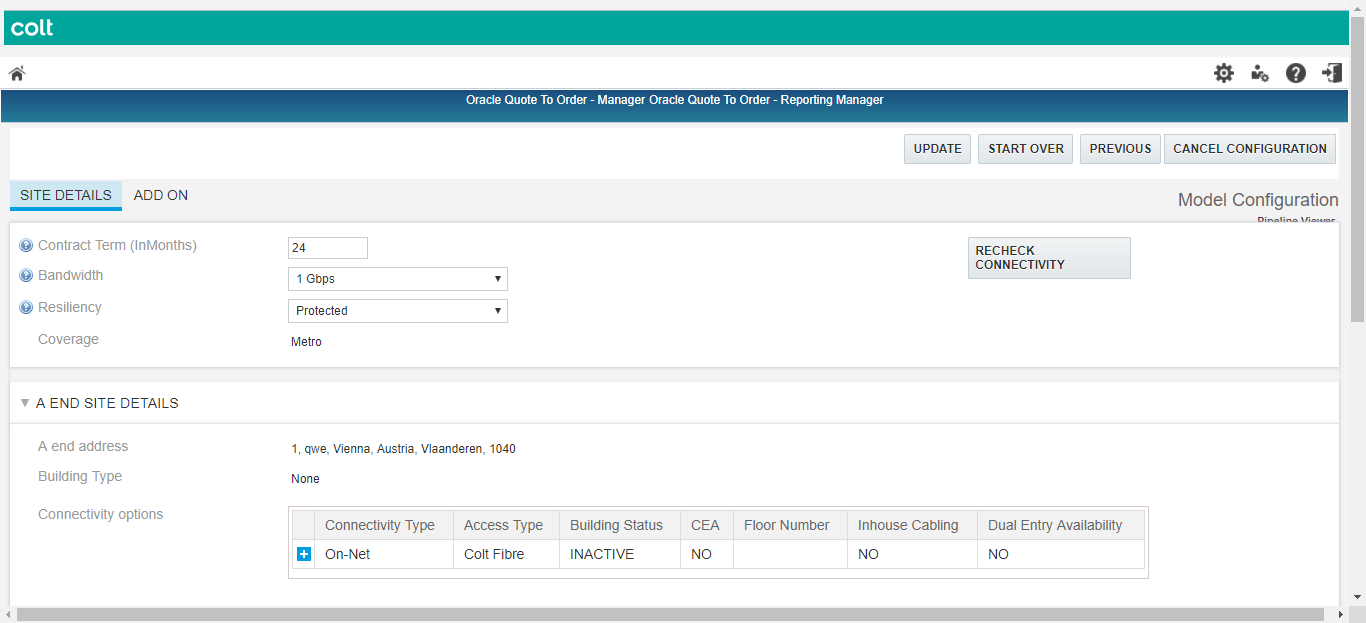 colt
Oracle Quote To Order - Manager Oracle Quote To Order - Reporting Manager
UPDATE START OVER PREVIOUS CANCEL CONFIGURATION
SITE DETAILS ADD ON
Model Configuration
Pipeline Viewer
Contract Term (InMonths) 24
RECHECK
CONNECTIVITY
Bandwidth 1 Gbps
Resiliency Protected
Coverage Metro
A END SITE DETAILS
A end address 1, qwe, Vienna, Austria, Vlaanderen, 1040
Building Type None
Connectivity options
Connectivity Type Access Type Building Status CEA Floor Number Inhouse Cabling Dual Entry Availability
On-Net Colt Fibre INACTIVE NO NO NO